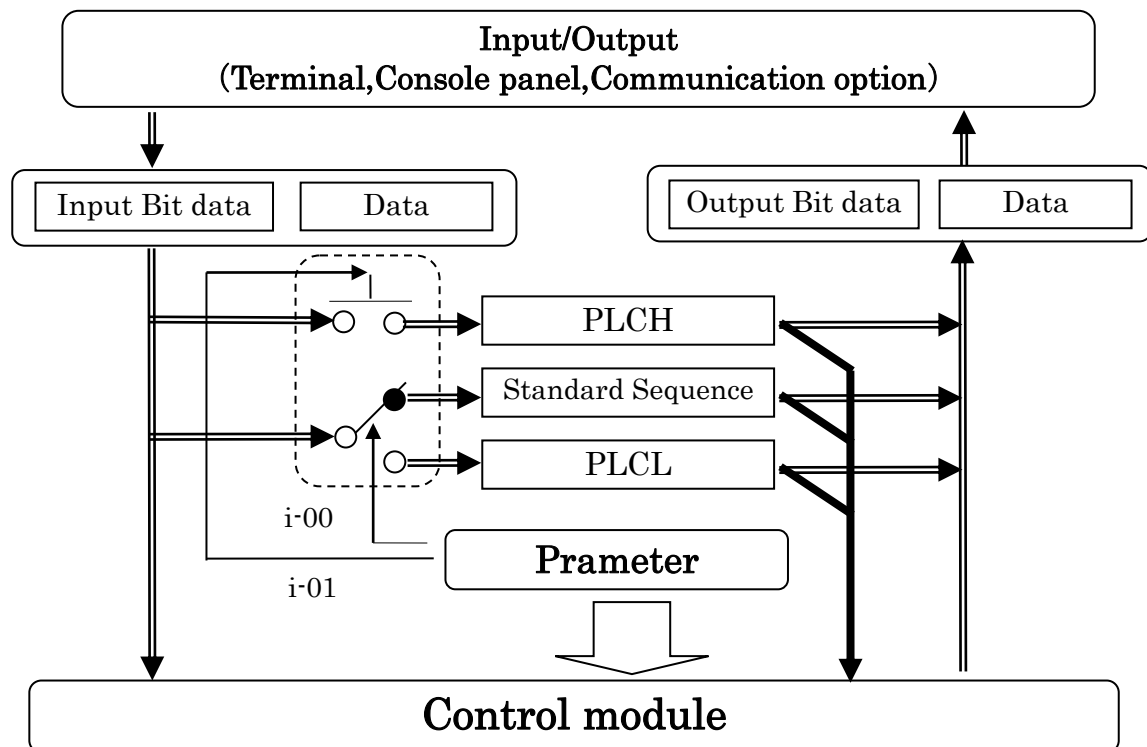 Input/Output
(Terminal,Console panel,Communication option)
Input Bit data
Data
Output Bit data
Data
PLCH
Standard Sequence
PLCL
i-00
Prameter
i-01
Control module